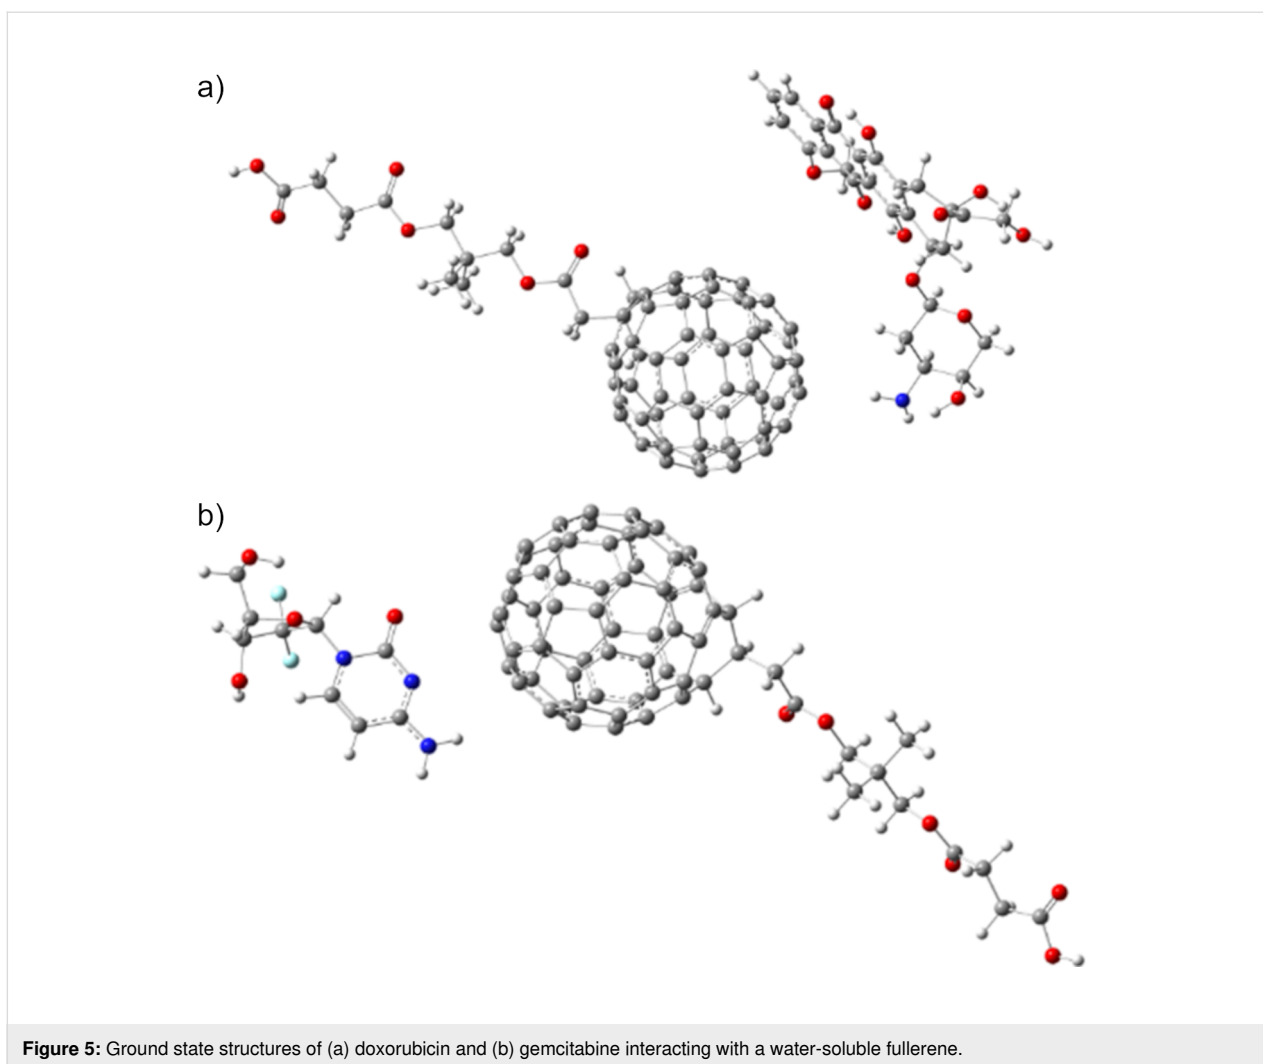 a)
b)
Figure 5: Ground state structures of (a) doxorubicin and (b) gemcitabine interacting with a water-soluble fullerene.